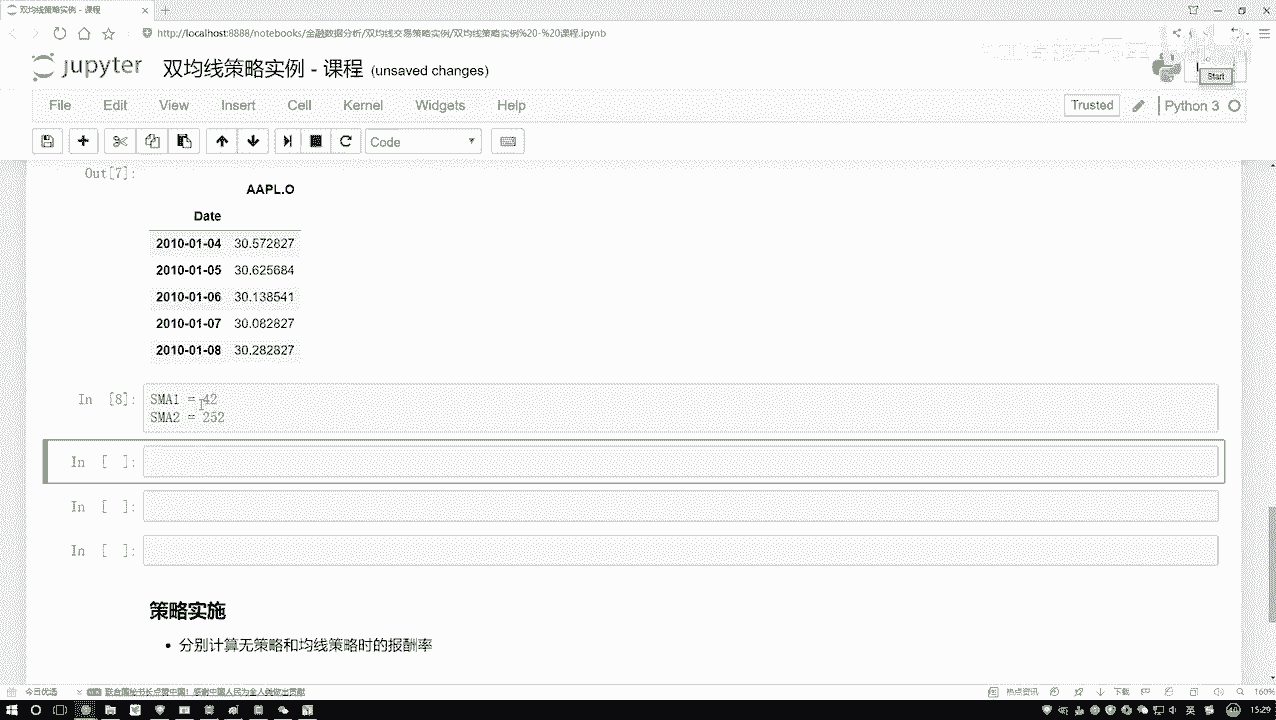 双均线策略实例 - 课程
http://localhost:8888/notebooks/金融数据分析/双均线交易策略实例/双均线策略实例%20-%20课程.ipynb
jupyter
双均线策略实例 - 课程 (unsaved changes)
Start
File Edit View Insert Cell Kernel Widgets Help
Trusted
Python 3
Code
Out[7]:
AAPL.O
Date
2010-01-04 30.572827
2010-01-05 30.625684
2010-01-06 30.138541
2010-01-07 30.082827
2010-01-08 30.282827
In [8]:
SMA1 = 42
SMA2 = 252
In [ ]:
In [ ]:
In [ ]:
策略实施
• 分别计算无策略和均线策略时的报酬率
今日优选
热点资讯
下载
160%
英
15:29